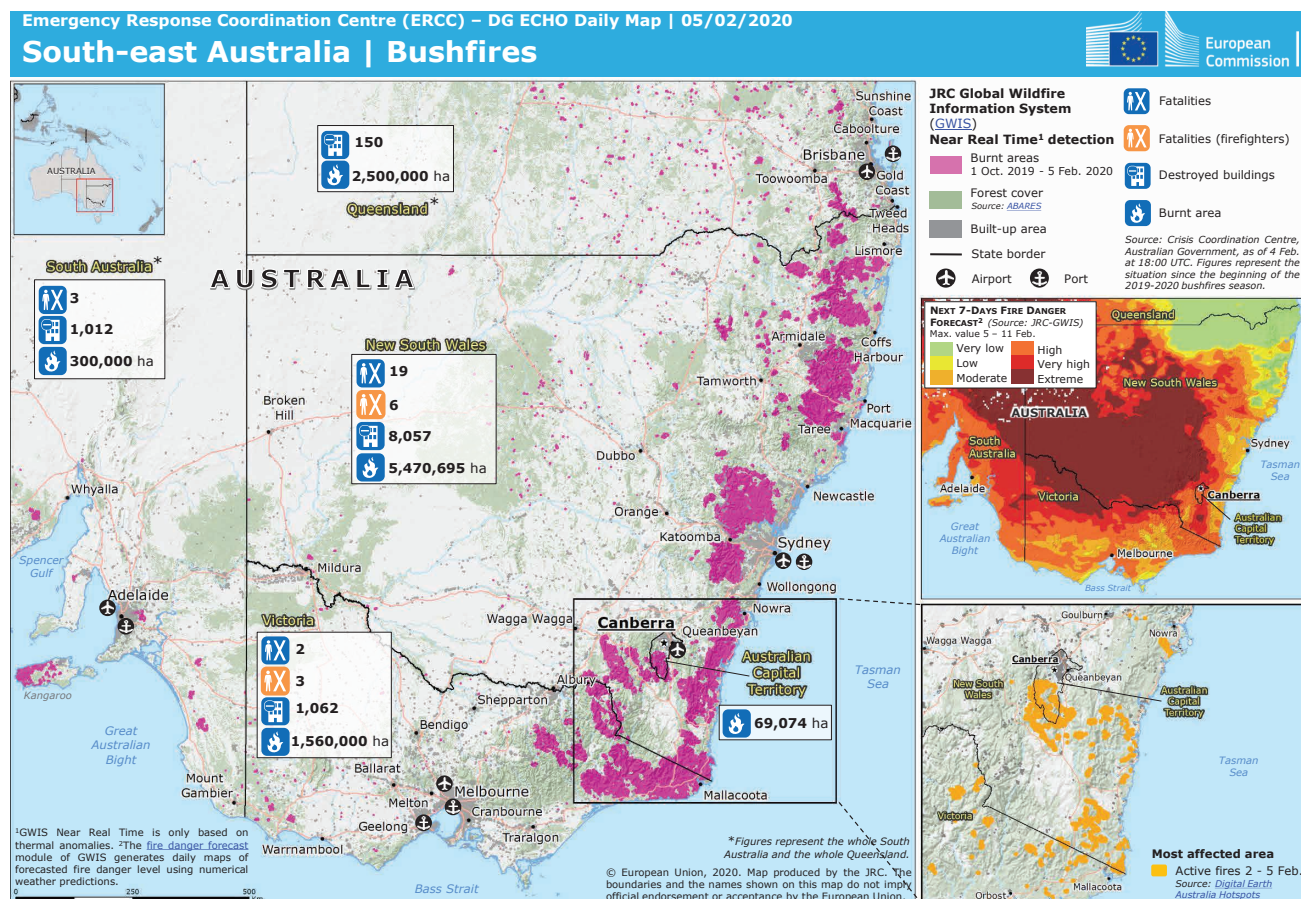 Emergency Response Coordination Centre (ERCC) – DG ECHO Daily Map | 05/02/2020
South-east Australia | Bushfires
European
Commission
AUSTRALIA
150
2,500,000 ha
Queensland*
South Australia*
3
1,012
300,000 ha
AUSTRALIA
New South Wales
19
6
8,057
5,470,695 ha
Victoria
2
3
1,062
1,560,000 ha
Australian
Capital
Territory
69,074 ha
Sunshine
Coast
Caboolture
Brisbane
Toowoomba
Gold
Coast
Tweed
Heads
Lismore
Armidale
Coffs
Harbour
Tamworth
Port
Macquarie
Taree
Broken
Hill
Dubbo
Whyalla
Newcastle
Orange
Katoomba
Sydney
Spencer
Gulf
Mildura
Wollongong
Adelaide
Nowra
Wagga Wagga
Canberra
Queanbeyan
Kangaroo
Albury
Shepparton
Tasman
Sea
Bendigo
Great
Australian
Bight
Ballarat
Mount
Gambier
Melton
Melbourne
Cranbourne
Mallacoota
Geelong
Traralgon
Warrnambool
Bass Strait
¹GWIS Near Real Time is only based on
thermal anomalies. ²The fire danger forecast
module of GWIS generates daily maps of
forecasted fire danger level using numerical
weather predictions.
0 250 500
Km
*Figures represent the whole South
Australia and the whole Queensland.
© European Union, 2020. Map produced by the JRC. The
boundaries and the names shown on this map do not imply
official endorsement or acceptance by the European Union.
JRC Global Wildfire
Information System
(GWIS)
Near Real Time¹ detection
Burnt areas
1 Oct. 2019 - 5 Feb. 2020
Forest cover
Source: ABARES
Built-up area
State border
Airport
Port
Fatalities
Fatalities (firefighters)
Destroyed buildings
Burnt area
Source: Crisis Coordination Centre,
Australian Government, as of 4 Feb.
at 18:00 UTC. Figures represent the
situation since the beginning of the
2019-2020 bushfires season.
NEXT 7-DAYS FIRE DANGER
FORECAST² (Source: JRC-GWIS)
Max. value 5 – 11 Feb.
Very low
Low
Moderate
High
Very high
Extreme
Queensland
New South Wales
AUSTRALIA
South
Australia
Sydney
Tasman
Sea
Adelaide
Victoria
Canberra
Australian
Capital
Territory
Great
Australian
Bight
Melbourne
Bass Strait
Goulburn
Wagga Wagga
Nowra
Canberra
Queanbeyan
New South
Wales
Australian
Capital
Territory
Tasman
Sea
Victoria
Most affected area
Active fires 2 - 5 Feb.
Source: Digital Earth
Australia Hotspots
Mallacoota
Orbost